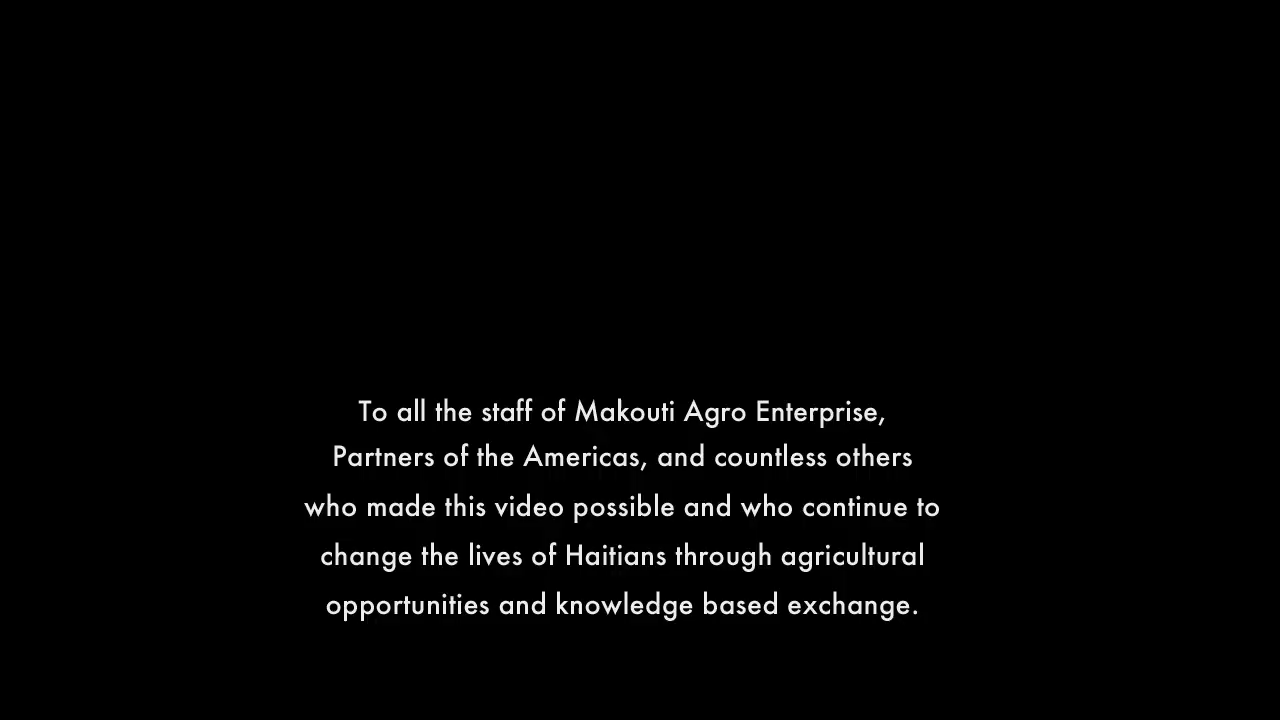 To all the staff of Makouti Agro Enterprise,
Partners of the Americas, and countless others
who made this video possible and who continue to
change the lives of Haitians through agricultural
opportunities and knowledge based exchange.